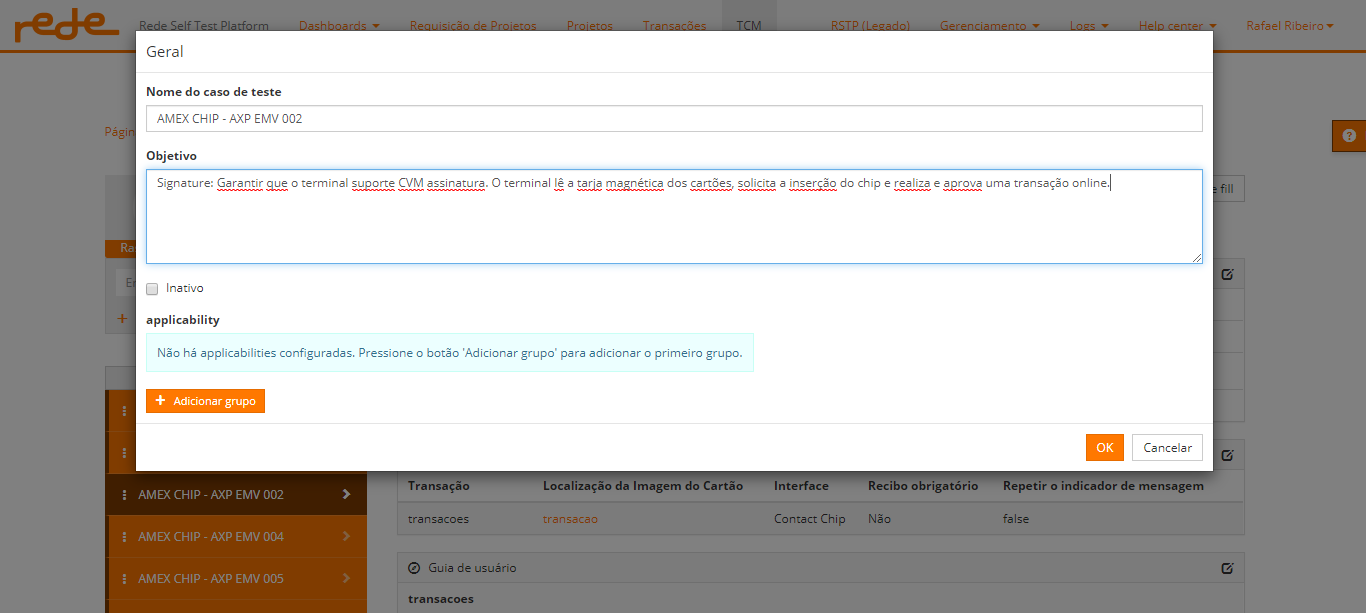 rede
Rede Self Test Platform Dashboards Requisição de Projetos Projetos Transações TCM RSTP (Legado) Gerenciamento Logs Help center Rafael Ribeiro
Geral
Nome do caso de teste
AMEX CHIP - AXP EMV 002
Págin
Objetivo
Signature: Garantir que o terminal suporte CVM assinatura. O terminal lê a tarja magnética dos cartões, solicita a inserção do chip e realiza e aprova uma transação online.
e fill
Ra
En
Inativo
+
applicability
Não há applicabilities configuradas. Pressione o botão 'Adicionar grupo' para adicionar o primeiro grupo.
+ Adicionar grupo
OK Cancelar
Transação Localização da Imagem do Cartão Interface Recibo obrigatório Repetir o indicador de mensagem
AMEX CHIP - AXP EMV 002
transacoes transacao Contact Chip Não false
AMEX CHIP - AXP EMV 004
Guia de usuário
AMEX CHIP - AXP EMV 005
transacoes